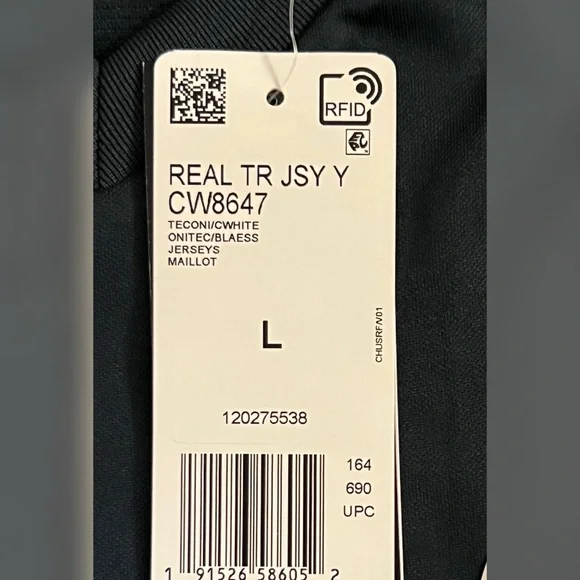 RFID
REAL TR JSY Y
CW8647
TECONI/CWHITE
ONITEC/BLAESS
JERSEYS
MAILLOT
L
CHUSRFA/V01
120275538
164
690
UPC
1 91526 58605 2